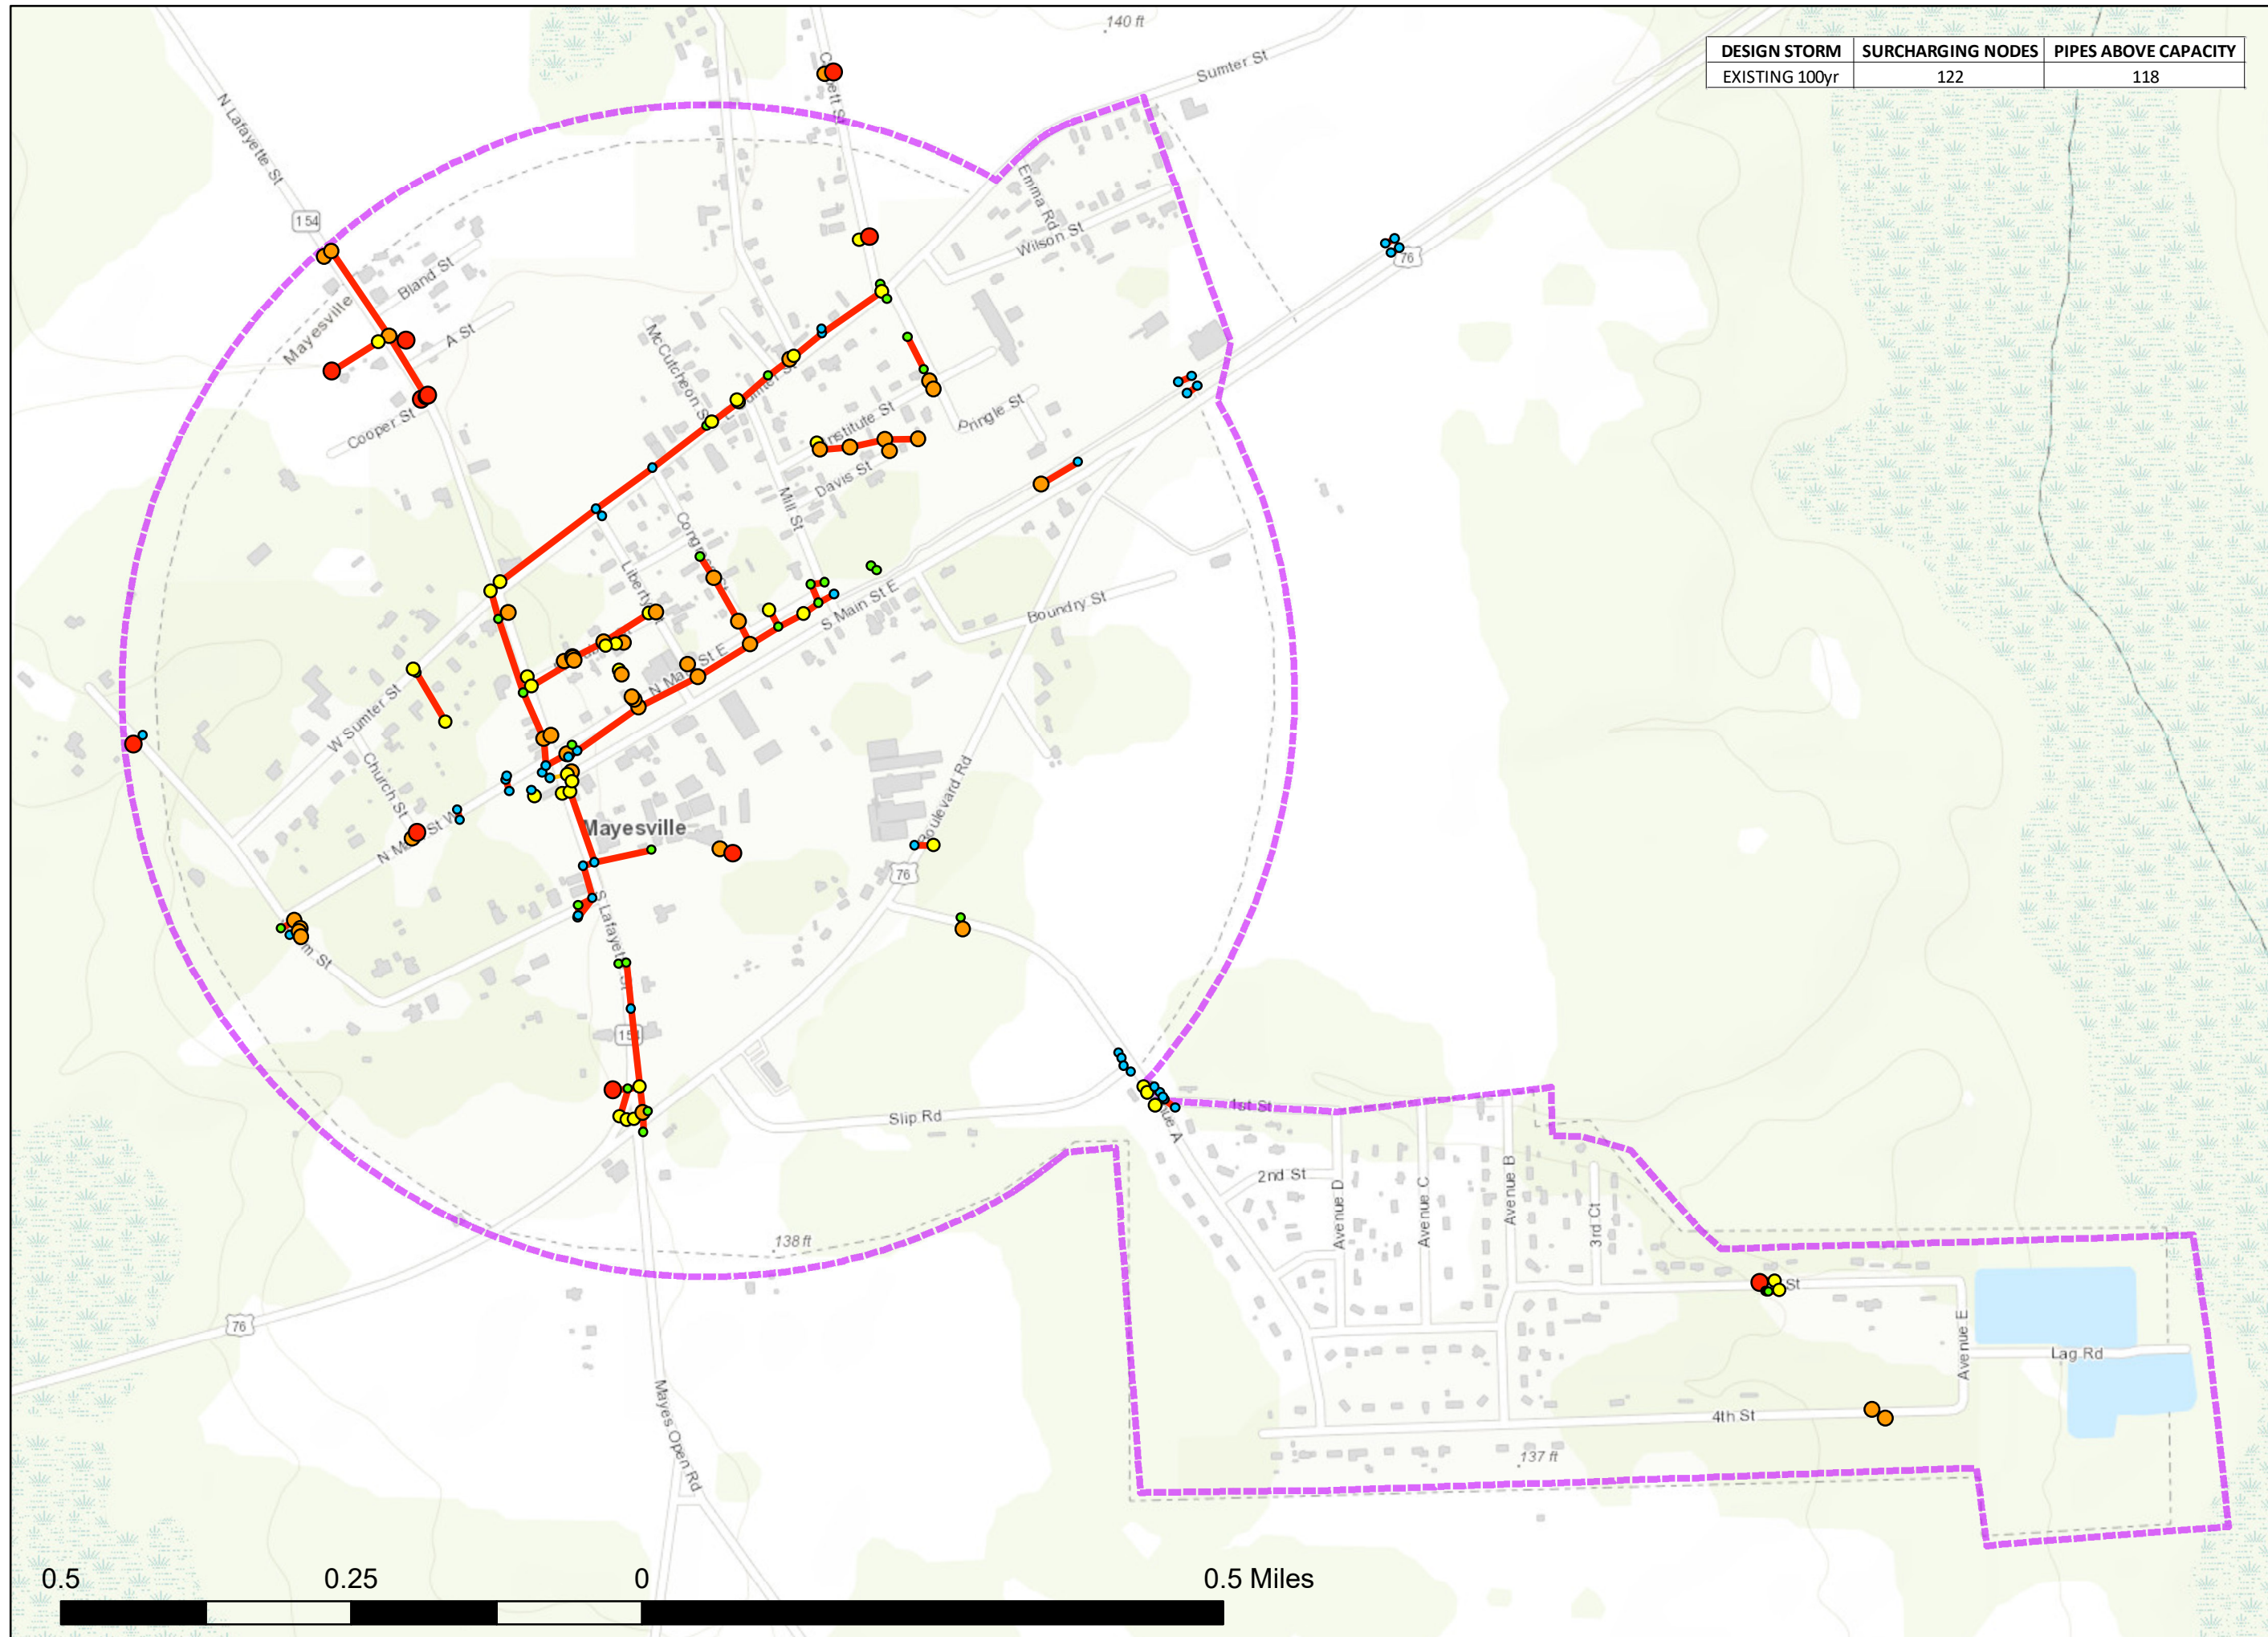 140 ft
DESIGN STORM SURCHARGING NODES PIPES ABOVE CAPACITY
EXISTING 100yr 122 118
Sumter St
N Lafayette St
154
Emma Rd
Wilson St
76
Bland St
Mayesville
A St
McCutcheon St
Cooper St
Institute St
Pringle St
Davis St
Mill St
Liberty
S Main St E
Boundry St
N Ma St E
W Sumter St
Church St
Mayesville
Boulevard Rd
76
St W
S Lafayette St
St
Slip Rd
1st St
2nd St
Avenue D
Avenue C
Avenue B
3rd Ct
138 ft
St
76
Avenue E
Lag Rd
Mayes Open Rd
4th St
137 ft
0.5 0.25 0 0.5 Miles